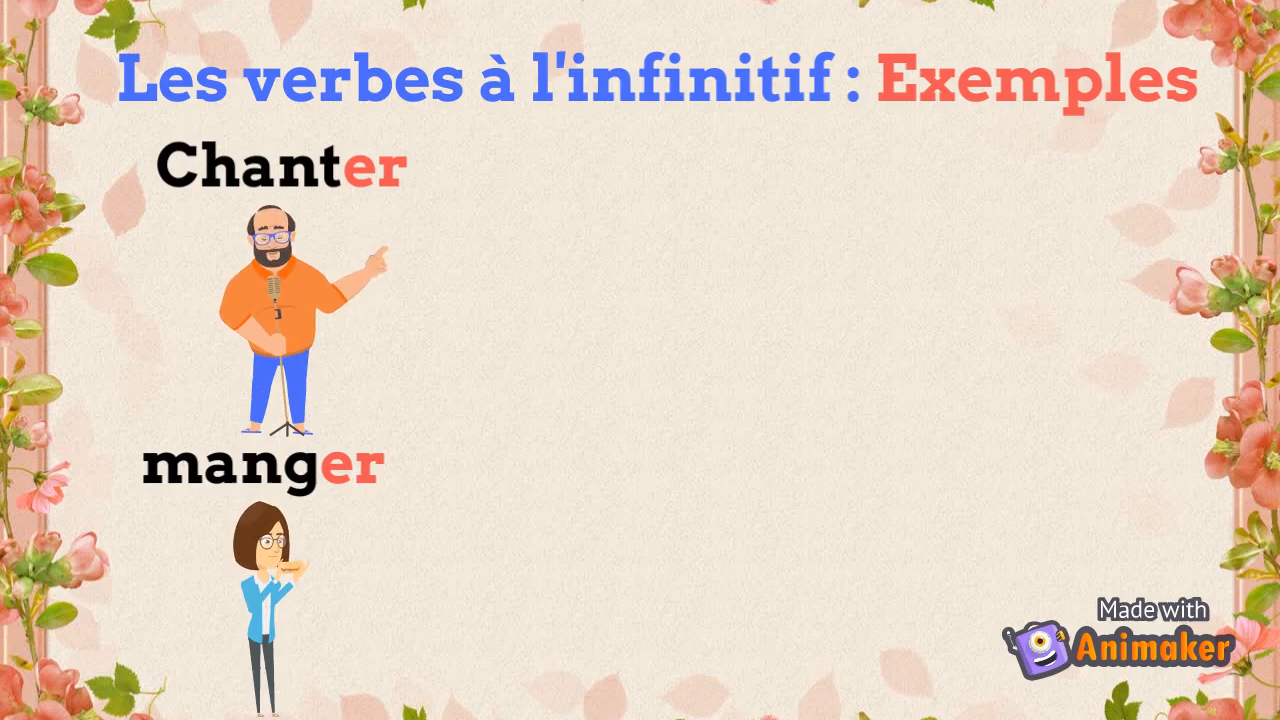 Les verbes à l'infinitif : Exemples
Chanter
manger
Made with
Animaker